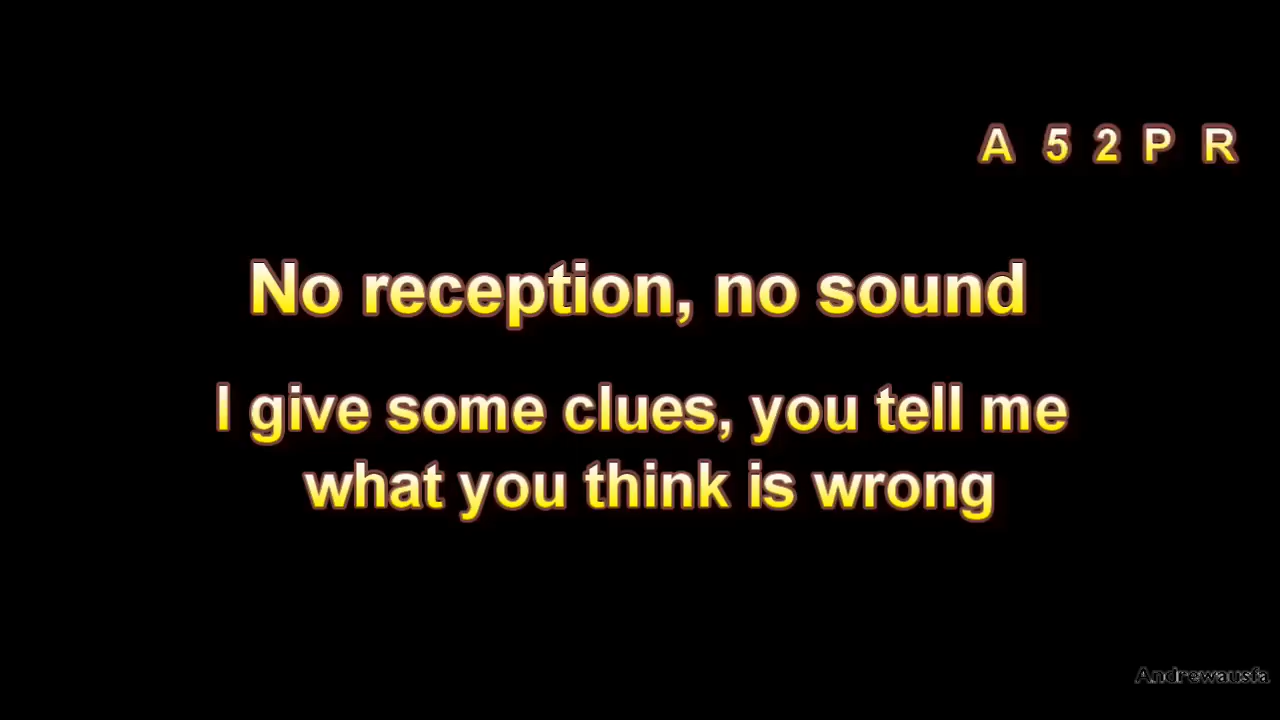 A 5 2 P R
No reception, no sound
I give some clues, you tell me
what you think is wrong
Andrewausfa